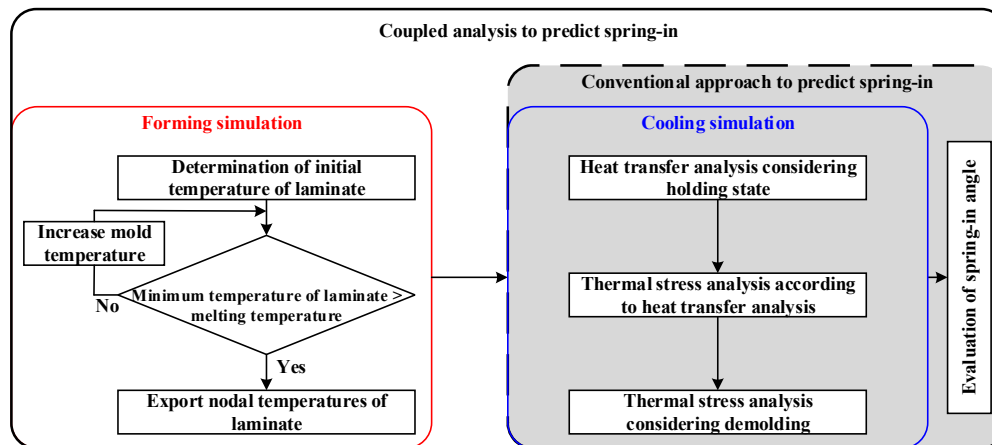 Coupled analysis to predict spring-in
Conventional approach to predict spring-in
Forming simulation
Determination of initial
temperature of laminate
Increase mold
temperature
Minimum temperature of laminate >
melting temperature
No
Yes
Export nodal temperatures of
laminate
Cooling simulation
Heat transfer analysis considering
holding state
Thermal stress analysis according
to heat transfer analysis
Thermal stress analysis
considering demolding
Evaluation of spring-in angle